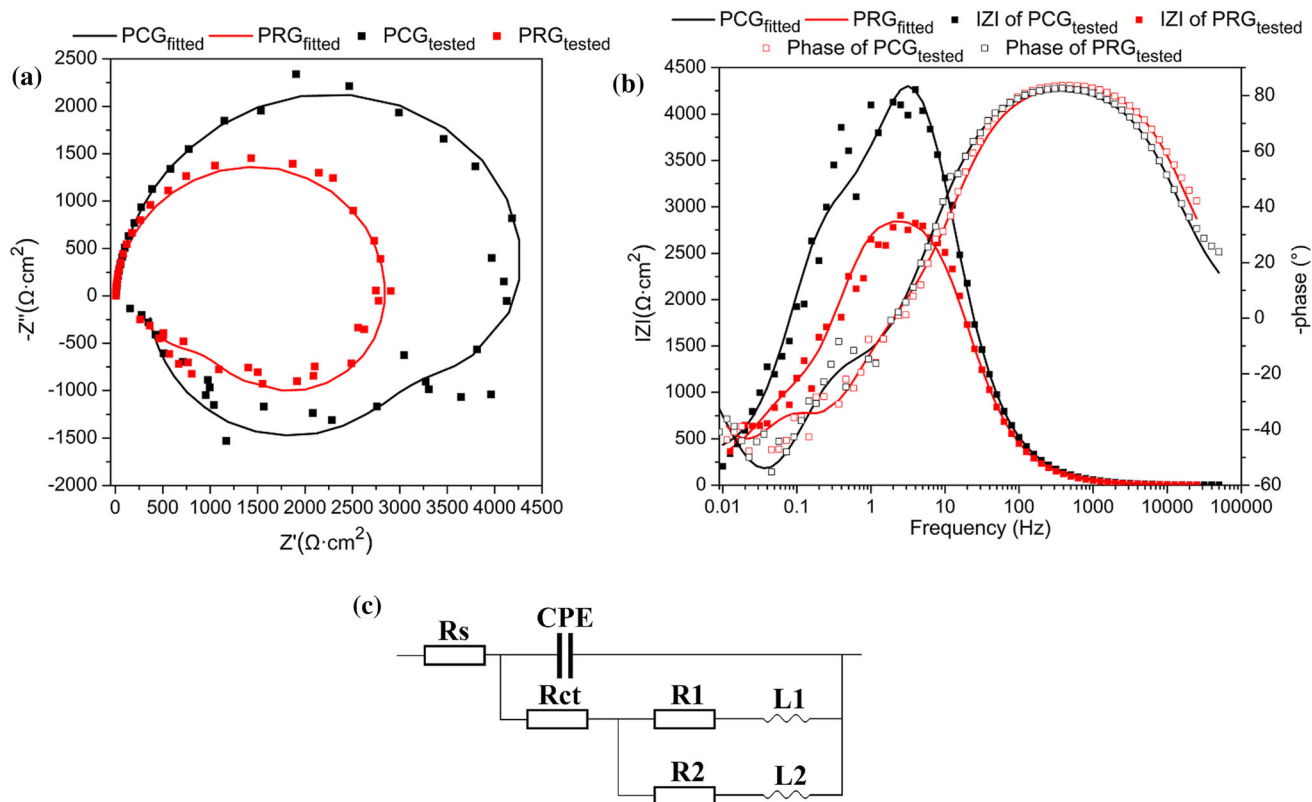 PCGfitted PRGfitted PCGtested PRGtested
(a)
2500
2000
1500
1000
500
0
-500
-1000
-1500
-2000
-Z''(Ω·cm²)
0 500 1000 1500 2000 2500 3000 3500 4000 4500
Z'(Ω·cm²)
PCGfitted PRGfitted IZI of PCGtested IZI of PRGtested
Phase of PCGtested Phase of PRGtested
(b)
4500
4000
3500
3000
2500
2000
1500
1000
500
0
IZI(Ω·cm²)
80
60
40
20
0
-20
-40
-60
-phase (°)
0.01 0.1 1 10 100 1000 10000 100000
Frequency (Hz)
(c)
Rs CPE
Rct R1 L1
R2 L2